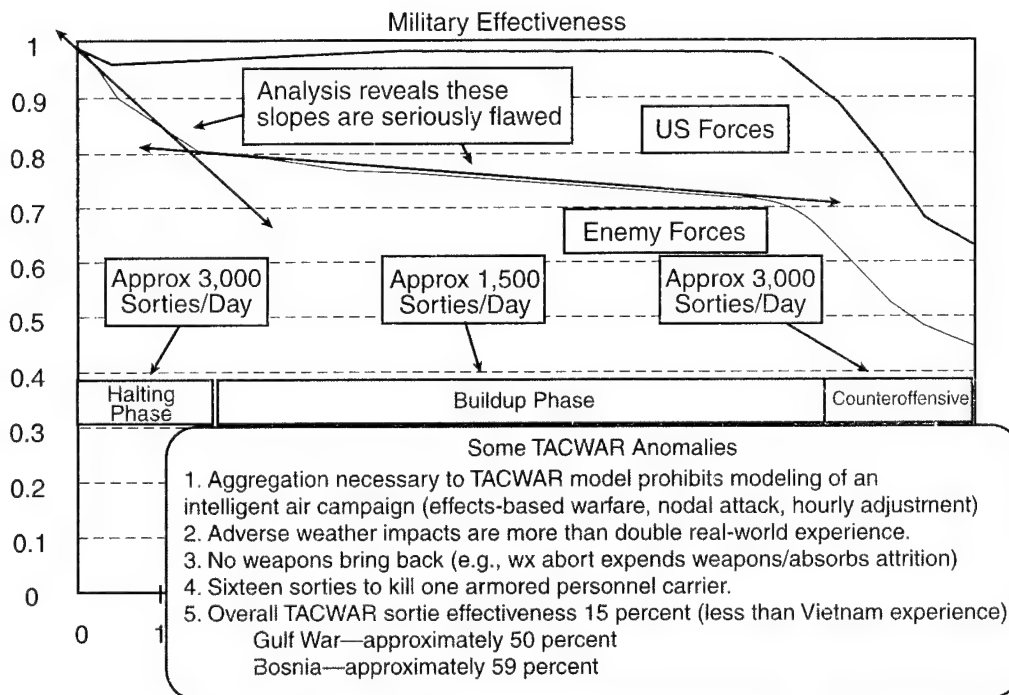 Military Effectiveness
1
0.9
0.8
0.7
0.6
0.5
0.4
0.3
0.2
0.1
0
0 1
Analysis reveals these
slopes are seriously flawed
US Forces
Enemy Forces
Approx 3,000
Sorties/Day
Approx 1,500
Sorties/Day
Approx 3,000
Sorties/Day
Halting
Phase
Buildup Phase
Counteroffensive
Some TACWAR Anomalies
1. Aggregation necessary to TACWAR model prohibits modeling of an
intelligent air campaign (effects-based warfare, nodal attack, hourly adjustment)
2. Adverse weather impacts are more than double real-world experience.
3. No weapons bring back (e.g., wx abort expends weapons/absorbs attrition)
4. Sixteen sorties to kill one armored personnel carrier.
5. Overall TACWAR sortie effectiveness 15 percent (less than Vietnam experience)
Gulf War—approximately 50 percent
Bosnia—approximately 59 percent